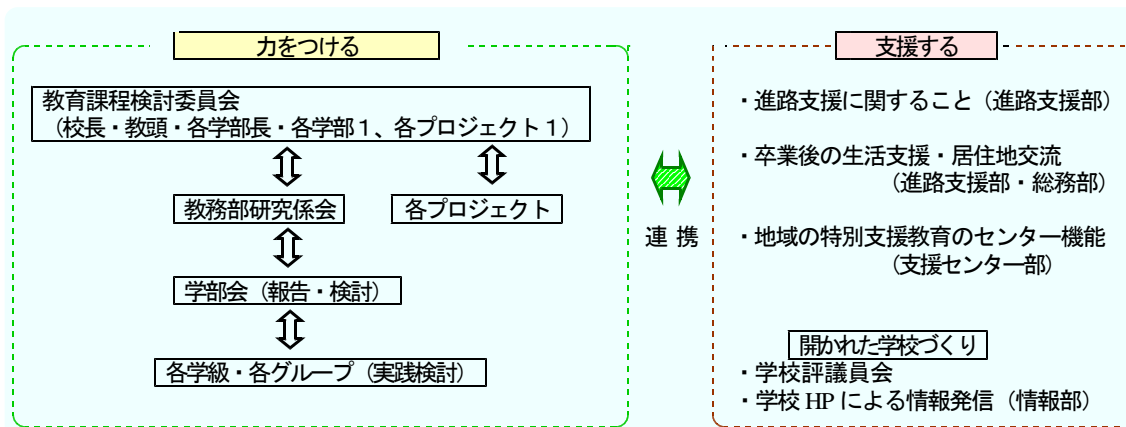 力をつける
教育課程検討委員会
（校長・教頭・各学部長・各学部１、各プロジェクト１）
教務部研究係会
各プロジェクト
学部会（報告・検討）
各学級・各グループ（実践検討）
連 携
支援する
・進路支援に関すること（進路支援部）
・卒業後の生活支援・居住地交流
（進路支援部・総務部）
・地域の特別支援教育のセンター機能
（支援センター部）
開かれた学校づくり
・学校評議員会
・学校 HP による情報発信（情報部）